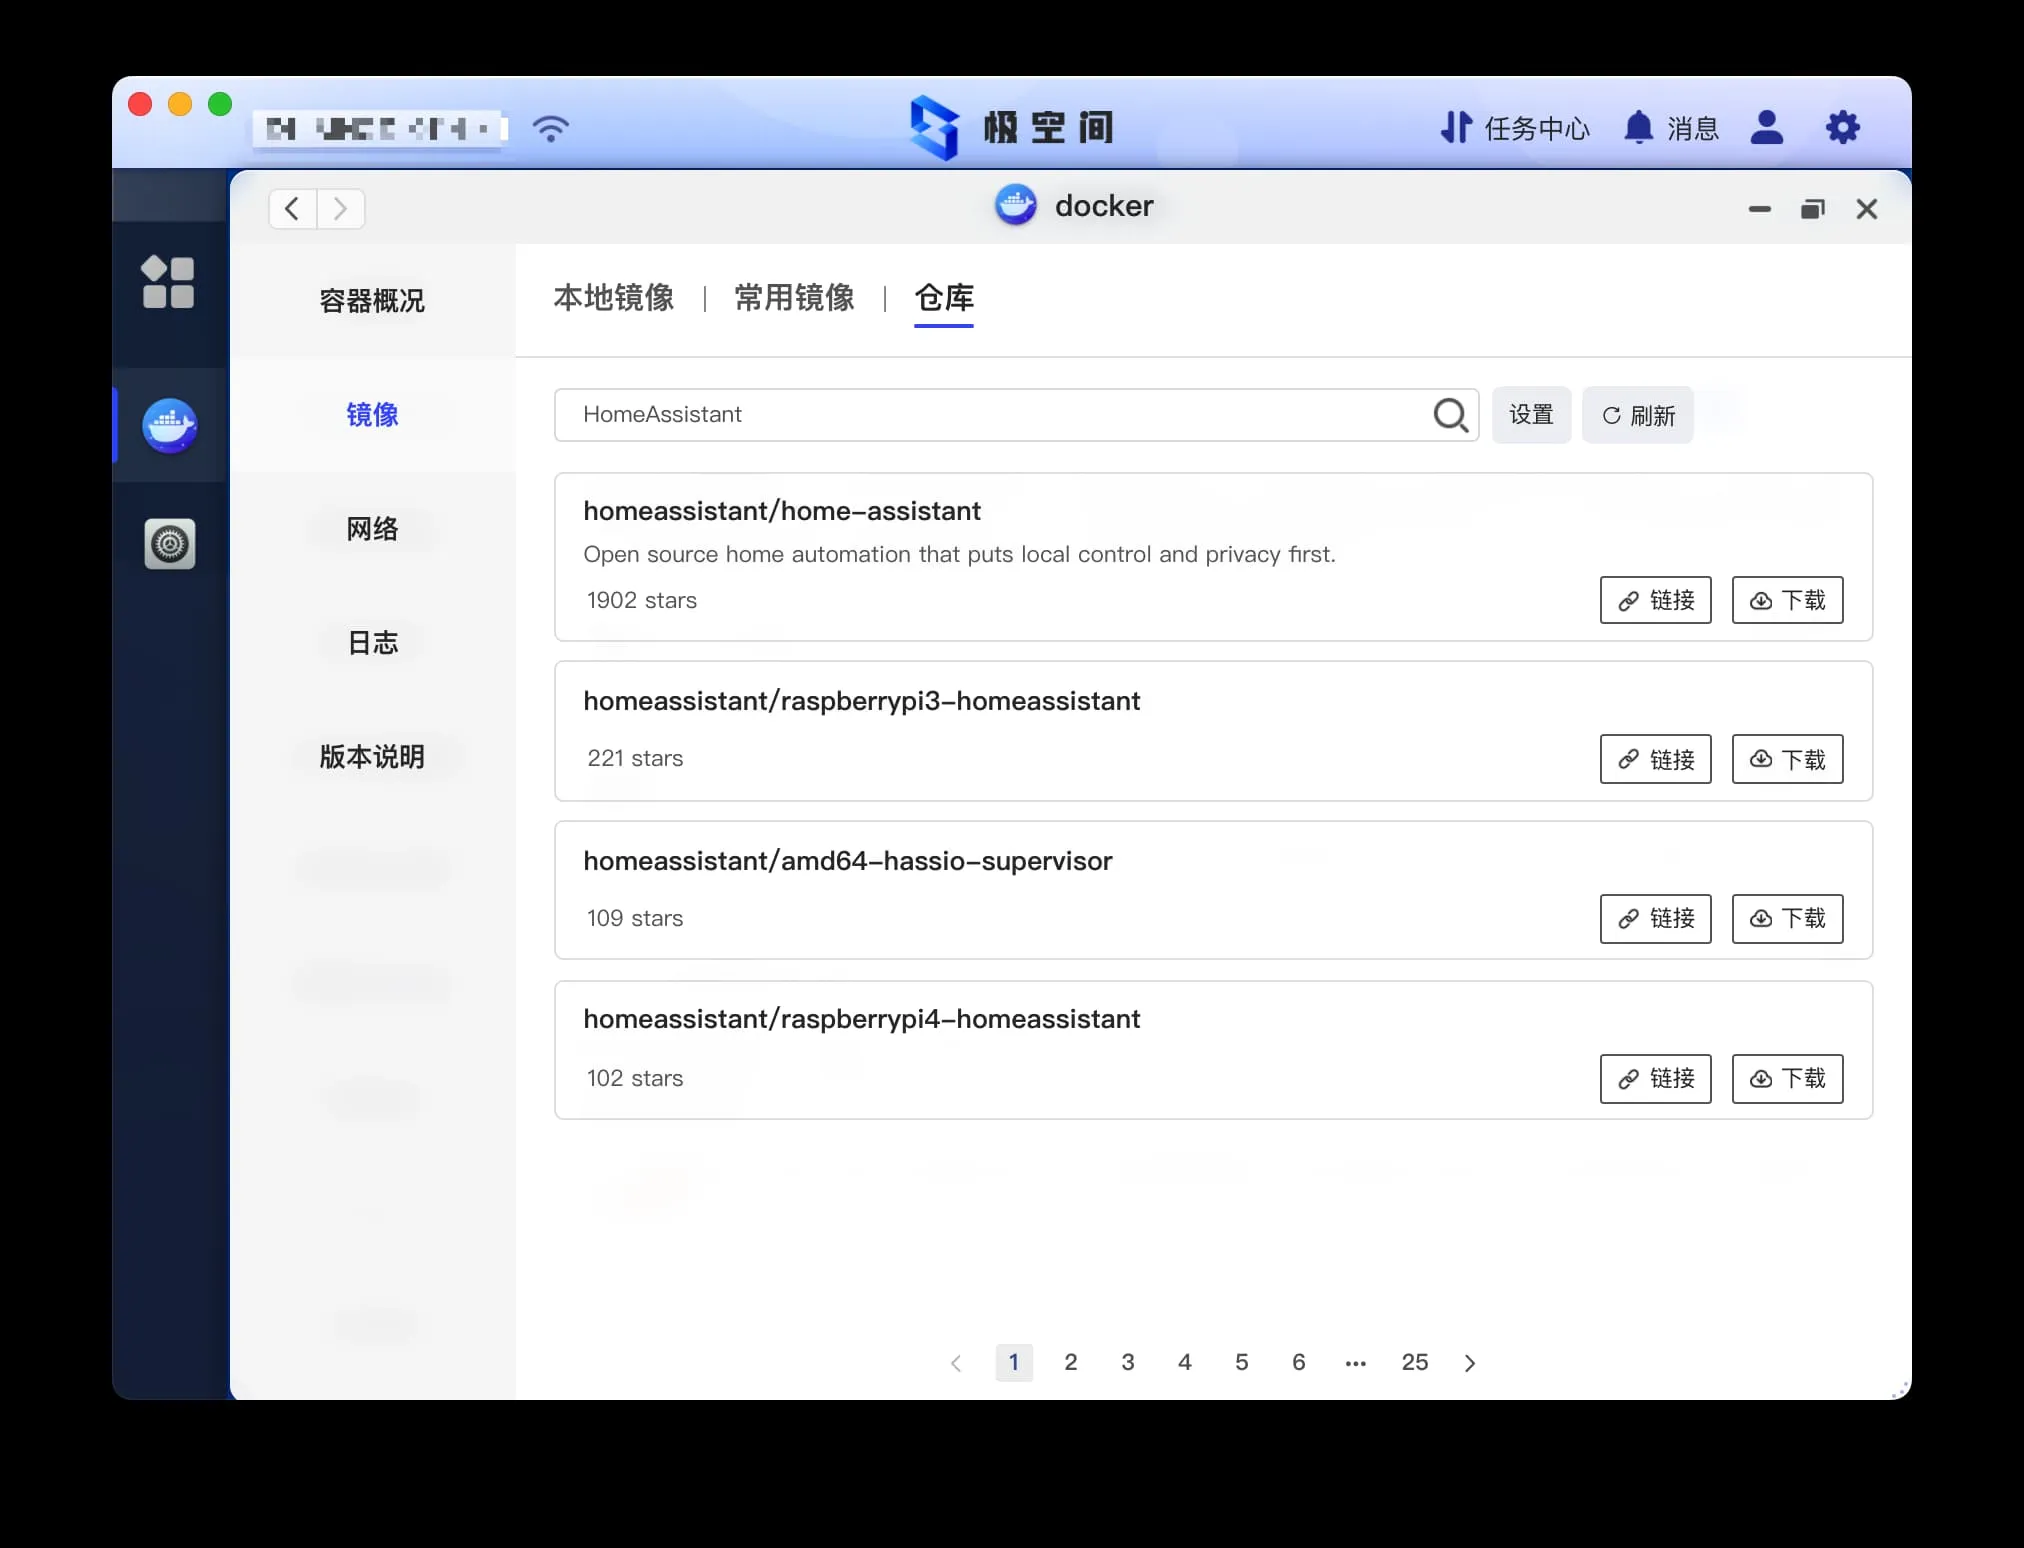 极空间
任务中心
消息
docker
容器概况
镜像
网络
日志
版本说明
本地镜像 | 常用镜像 | 仓库
HomeAssistant
设置
刷新
homeassistant/home-assistant
Open source home automation that puts local control and privacy first.
1902 stars
链接
下载
homeassistant/raspberrypi3-homeassistant
221 stars
链接
下载
homeassistant/amd64-hassio-supervisor
109 stars
链接
下载
homeassistant/raspberrypi4-homeassistant
102 stars
链接
下载
1 2 3 4 5 6 ··· 25